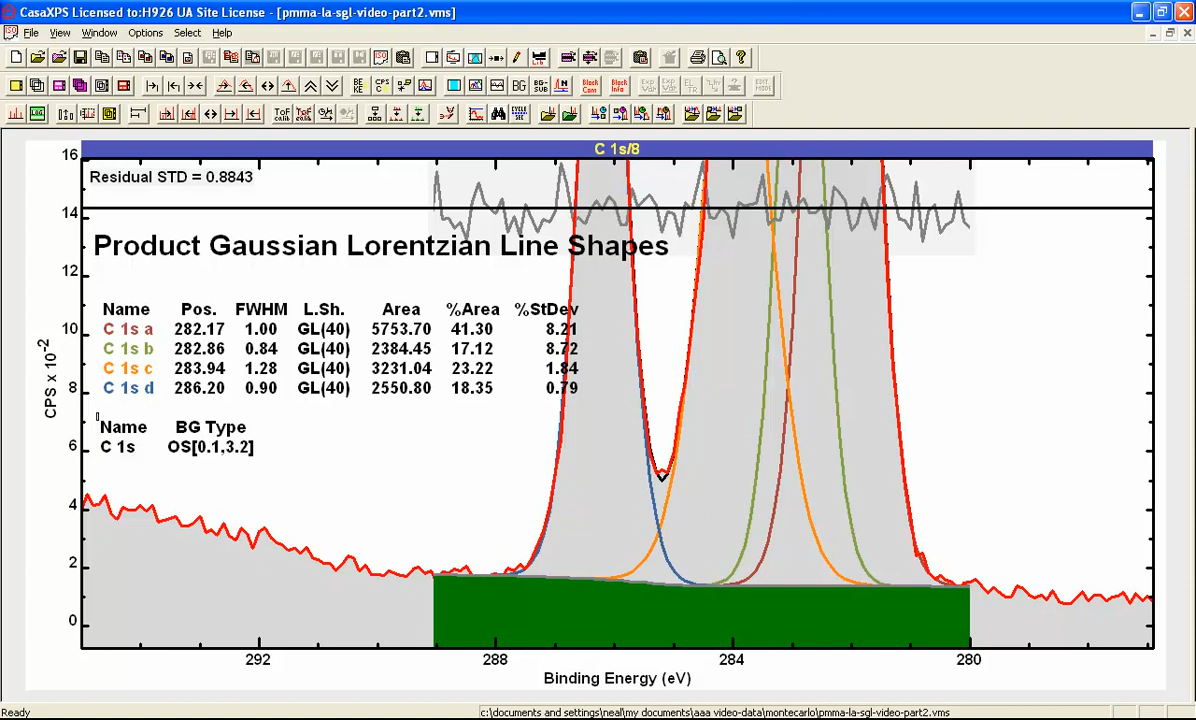 CasaXPS Licensed to:H926 UA Site License - [pmma-la-sgl-video-part2.vms]
File View Window Options Select Help
C 1s/8
Residual STD = 0.8843
Product Gaussian Lorentzian Line Shapes
Name Pos. FWHM L.Sh. Area %Area %StDev
C 1s a 282.17 1.00 GL(40) 5753.70 41.30 8.21
C 1s b 282.86 0.84 GL(40) 2384.45 17.12 8.72
C 1s c 283.94 1.28 GL(40) 3231.04 23.22 1.84
C 1s d 286.20 0.90 GL(40) 2550.80 18.35 0.79
Name BG Type
C 1s OS[0.1,3.2]
CPS x 10-2
16
14
12
10
8
6
4
2
0
292 288 284 280
Binding Energy (eV)
Ready c:\documents and settings\neal\my documents\aaa video-data\montecarlo\pmma-la-sgl-video-part2.vms